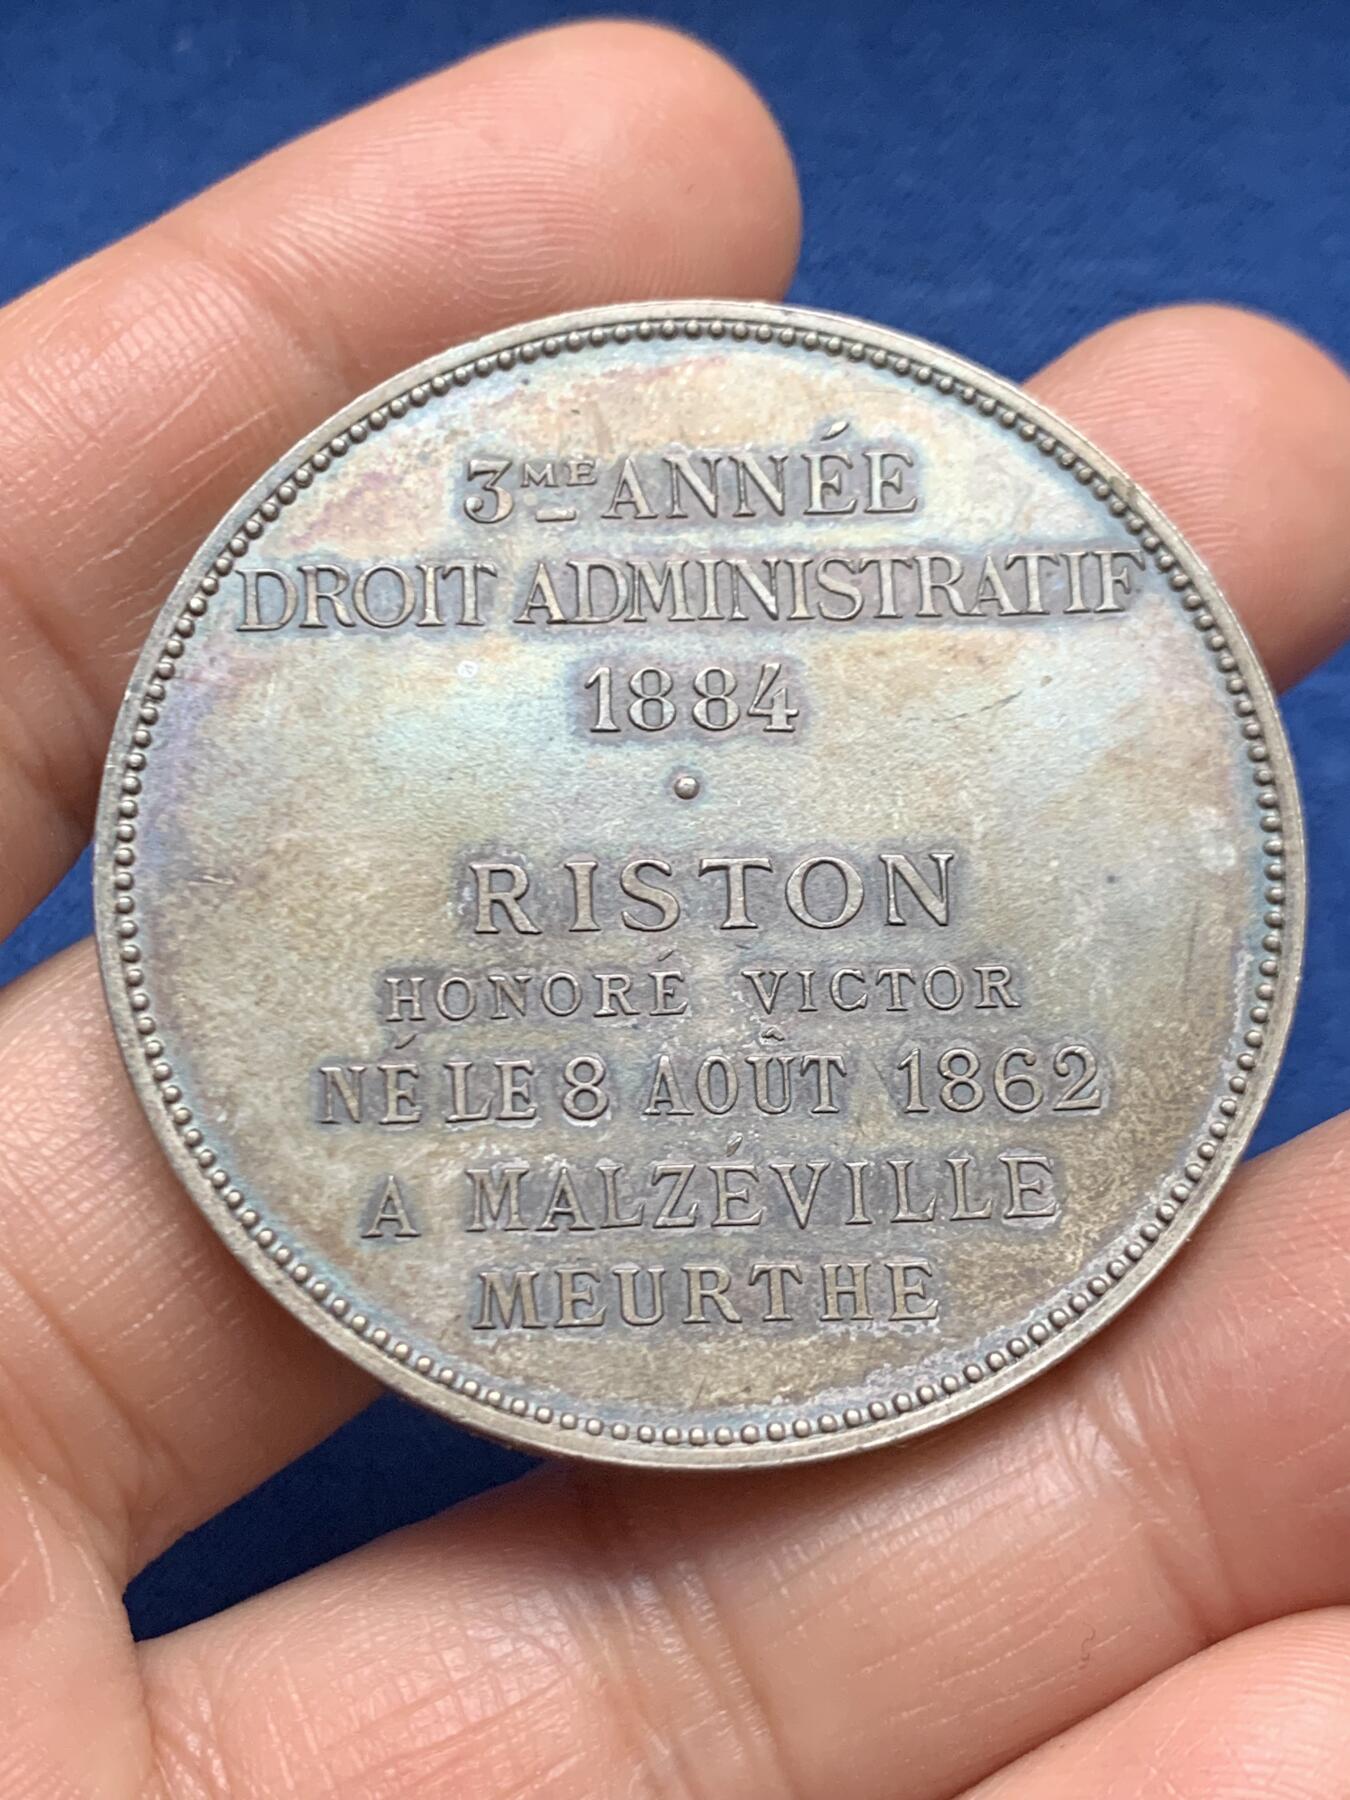 3ME ANNÉE
DROIT ADMINISTRATIF
1884
RISTON
HONORÉ VICTOR
NÉ LE 8 AOÛT 1862
A MALZÉVILLE
MEURTHE